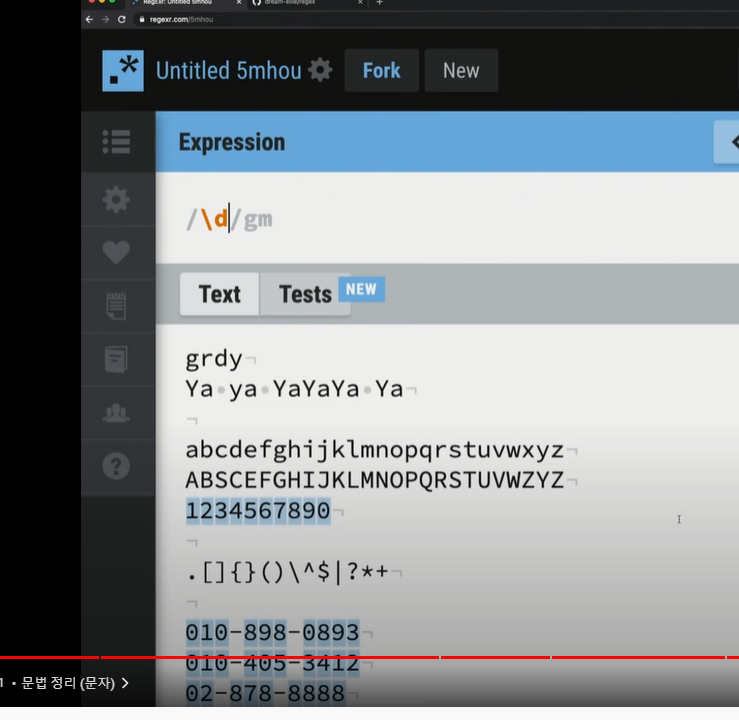 RegExr: Untitled 5mhou
dream-ellie/regex
regexr.com/5mhou
.*
Untitled 5mhou
Fork
New
Expression
/\d/gm
Text
Tests
NEW
grdy¬
Ya•ya•YaYaYa•Ya¬
¬
abcdefghijklmnopqrstuvwxyz¬
ABSCEFGHIJKLMNOPQRSTUVWZYZ¬
1234567890¬
¬
.[]{}()\^$|?*+¬
¬
010-898-0893¬
010-405-3412¬
02-878-8888¬
• 문법 정리 (문자)